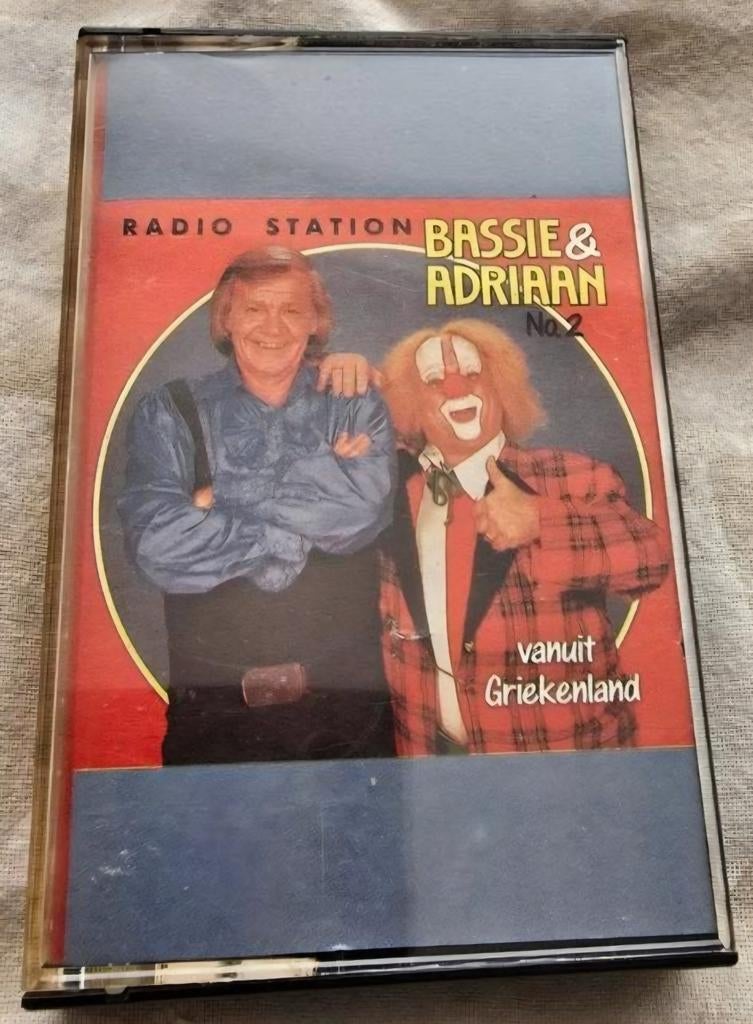 RADIO STATION
BASSIE &
ADRIAAN
No. 2
vanuit
Griekenland